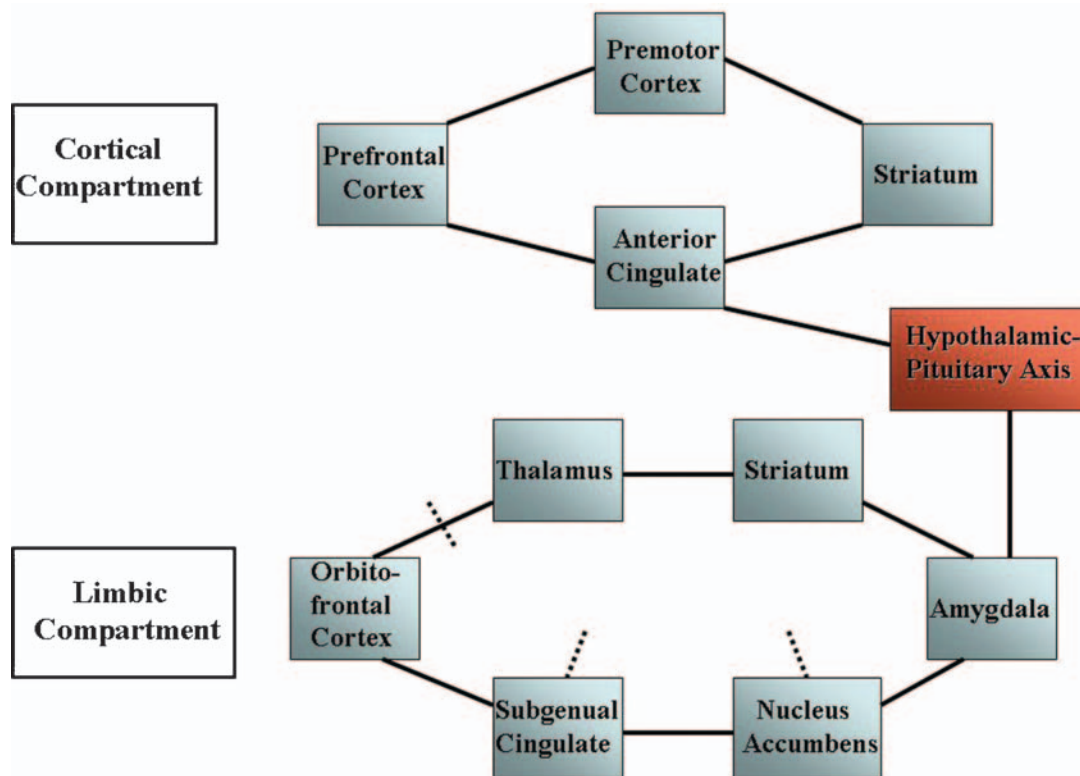 Premotor
Cortex
Cortical
Compartment
Prefrontal
Cortex
Striatum
Anterior
Cingulate
Hypothalamic-
Pituitary Axis
Thalamus
Striatum
Limbic
Compartment
Orbito-
frontal
Cortex
Amygdala
Subgenual
Cingulate
Nucleus
Accumbens